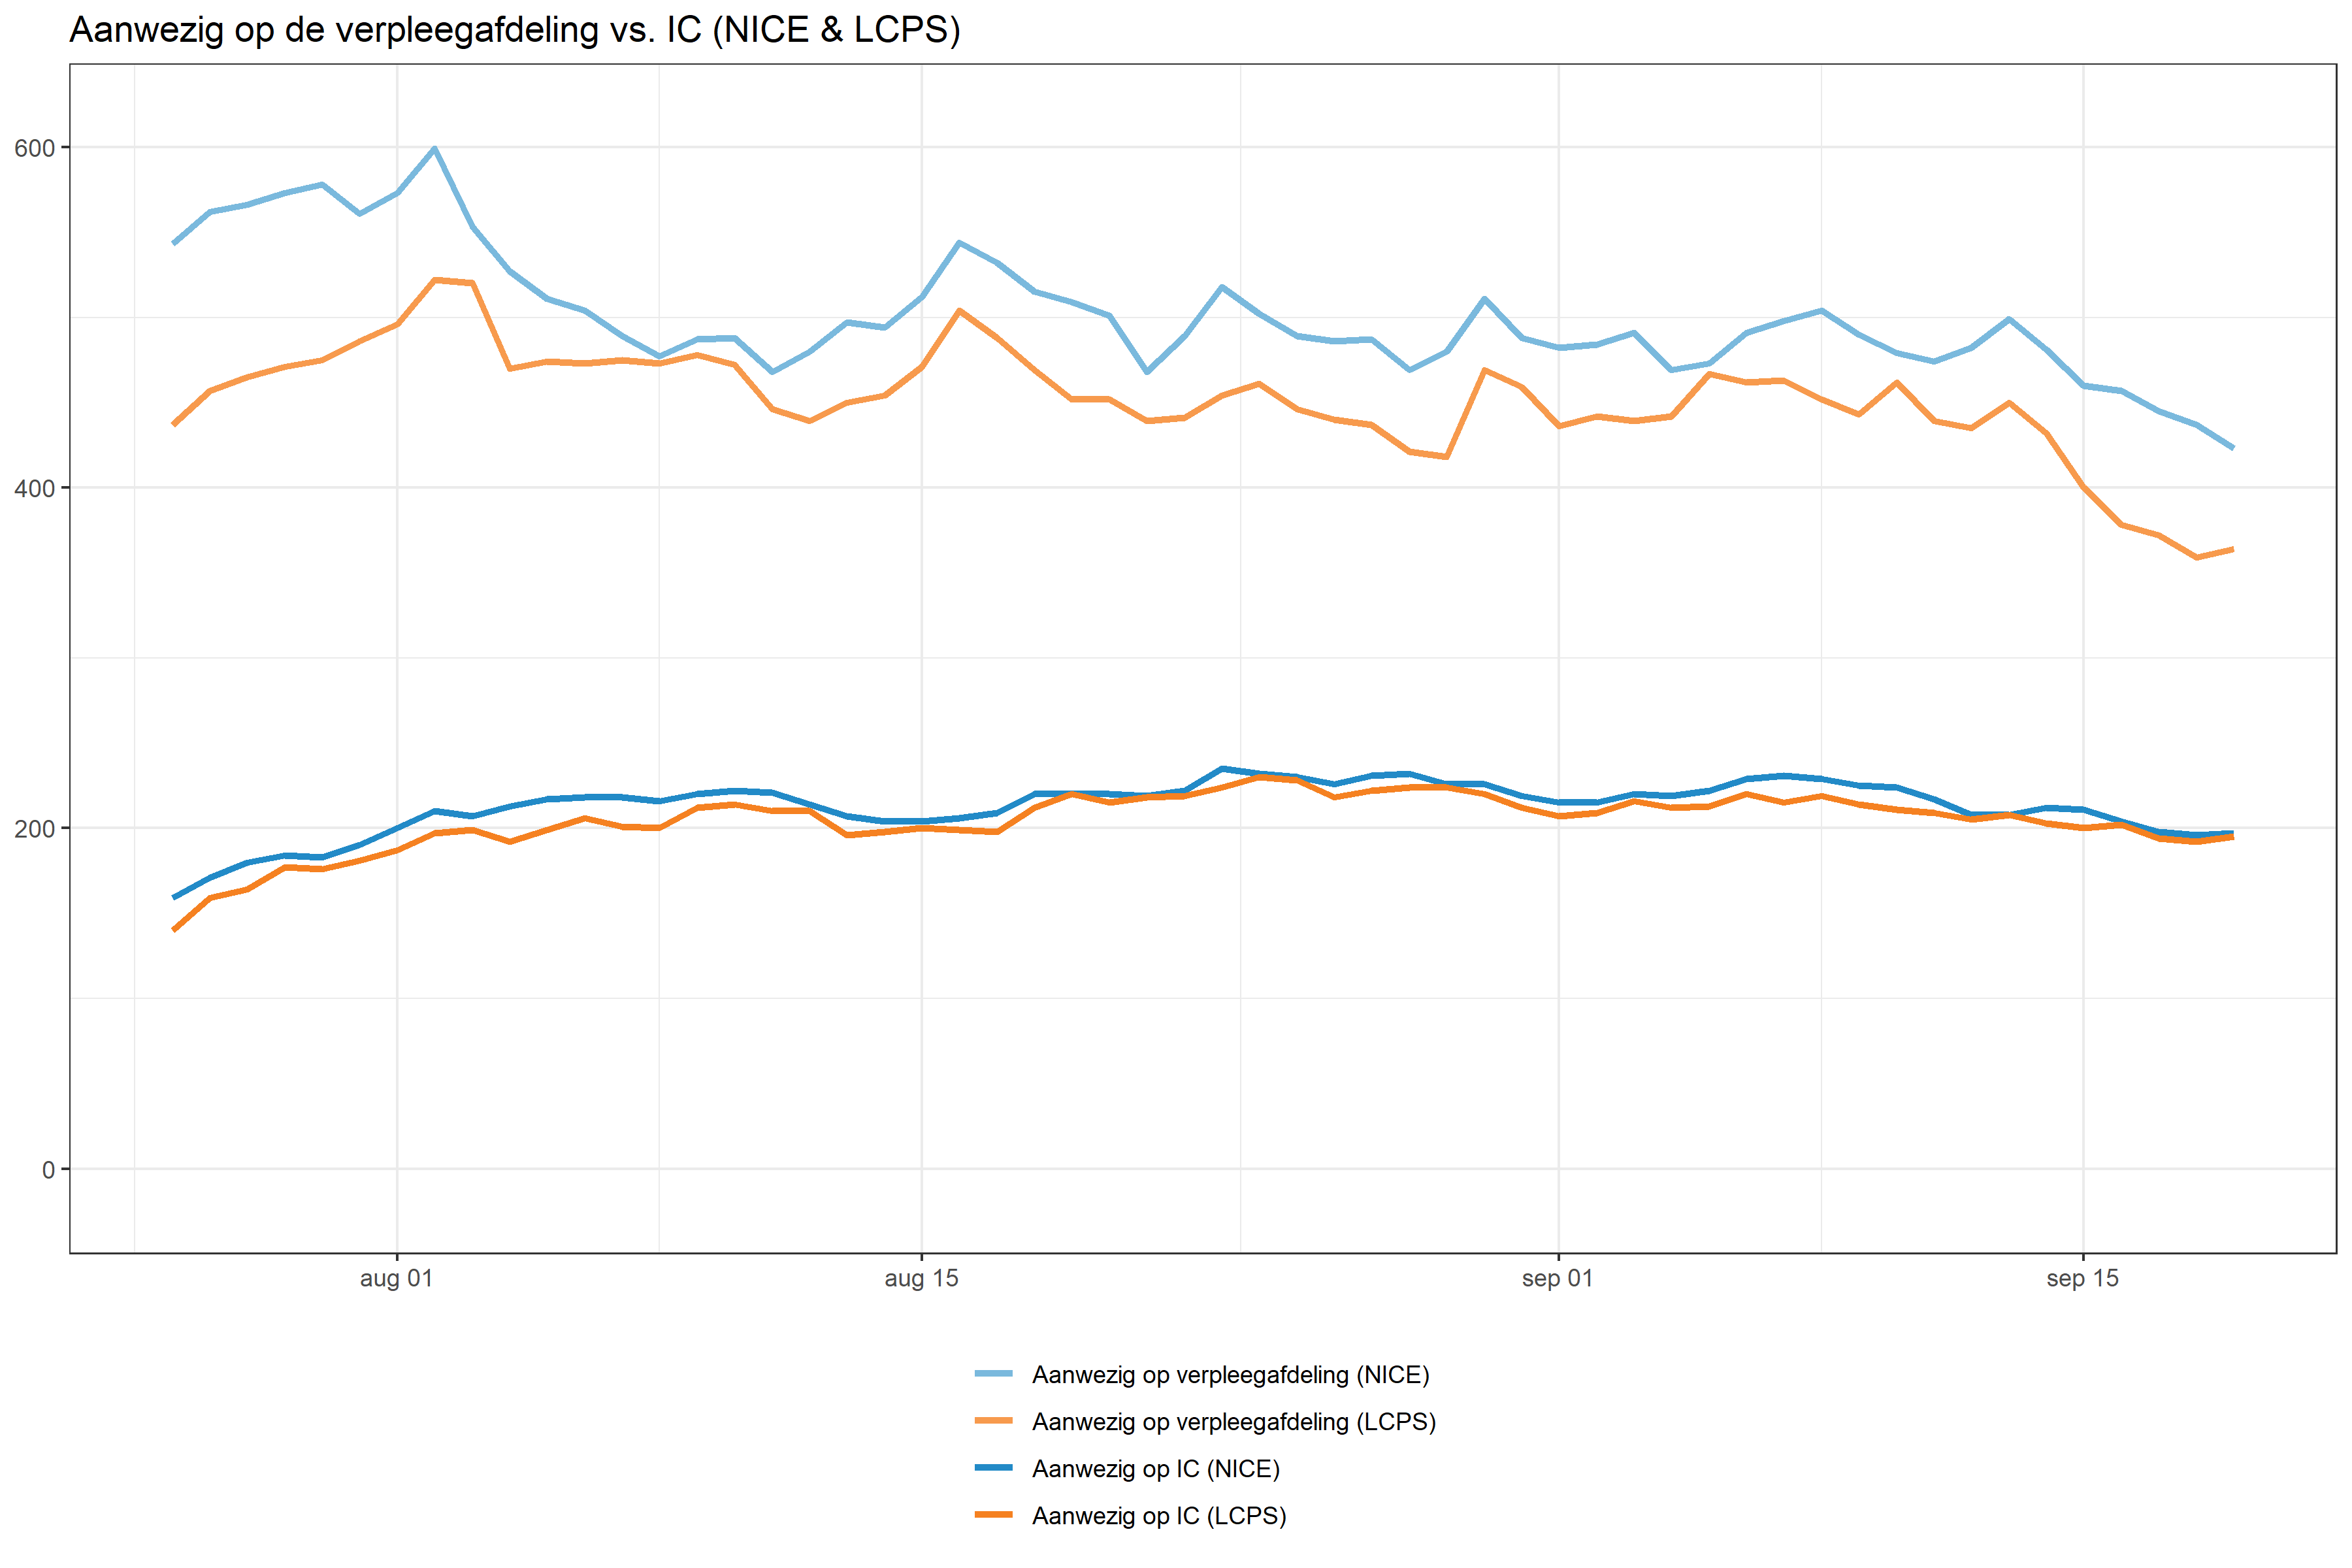 Aanwezig op de verpleegafdeling vs. IC (NICE & LCPS)
600
400
200
0
aug 01 aug 15 sep 01 sep 15
Aanwezig op verpleegafdeling (NICE)
Aanwezig op verpleegafdeling (LCPS)
Aanwezig op IC (NICE)
Aanwezig op IC (LCPS)